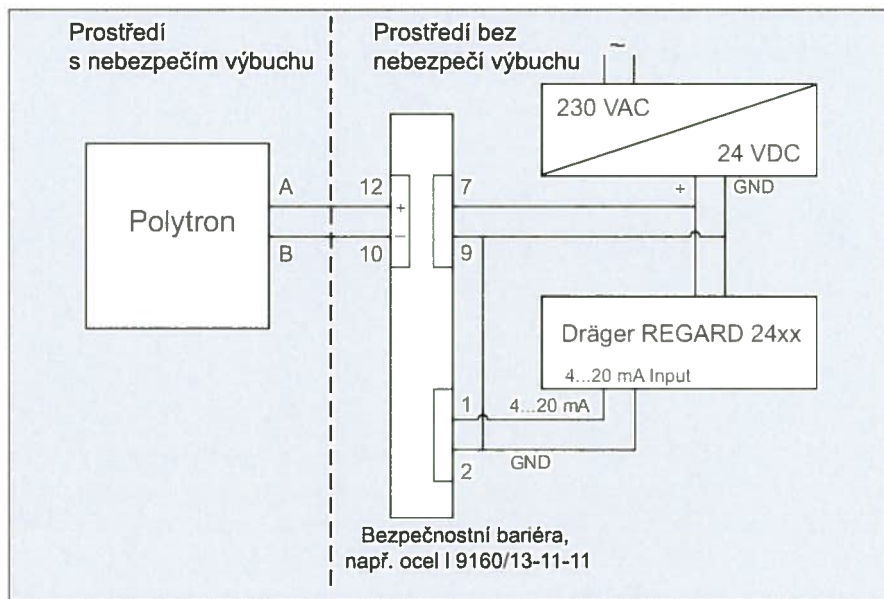 Prostředí
s nebezpečím výbuchu
Prostředí bez
nebezpečí výbuchu
~
230 VAC
24 VDC
+
GND
Polytron
A
B
12
+
–
10
7
9
Dräger REGARD 24xx
4...20 mA Input
1
4...20 mA
2
GND
Bezpečnostní bariéra,
např. ocel l 9160/13-11-11